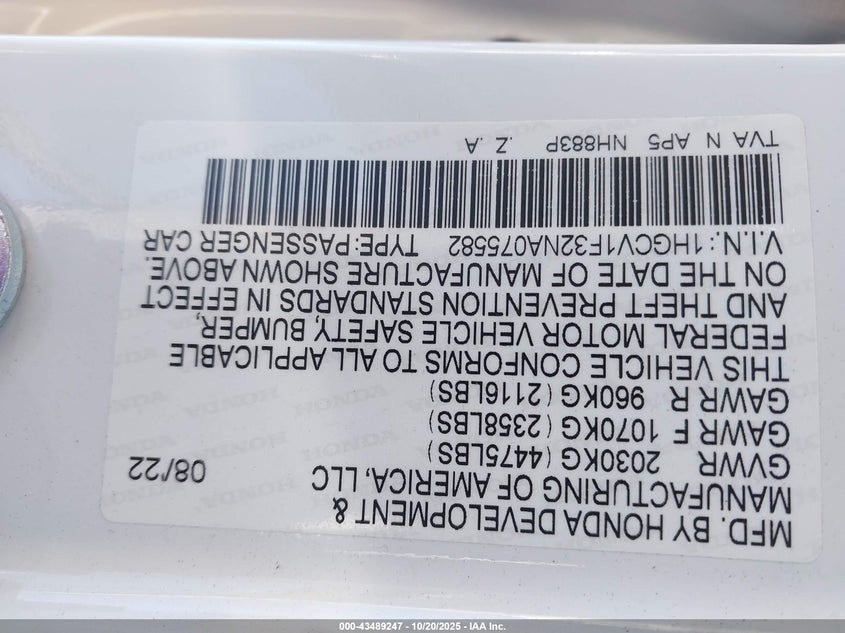 MFD. BY HONDA DEVELOPMENT &
MANUFACTURING OF AMERICA, LLC
GVWR 2030KG (4475LBS) 08/22
GAWR F 1070KG (2358LBS)
GAWR R 960KG (2116LBS)
THIS VEHICLE CONFORMS TO ALL APPLICABLE
FEDERAL MOTOR VEHICLE SAFETY, BUMPER,
AND THEFT PREVENTION STANDARDS IN EFFECT
ON THE DATE OF MANUFACTURE SHOWN ABOVE.
V.I.N.: 1HGCV1F32NA075582 TYPE: PASSENGER CAR
TVA N AP5 NH883P .Z .A
000-43489247 - 10/20/2025 - IAA Inc.